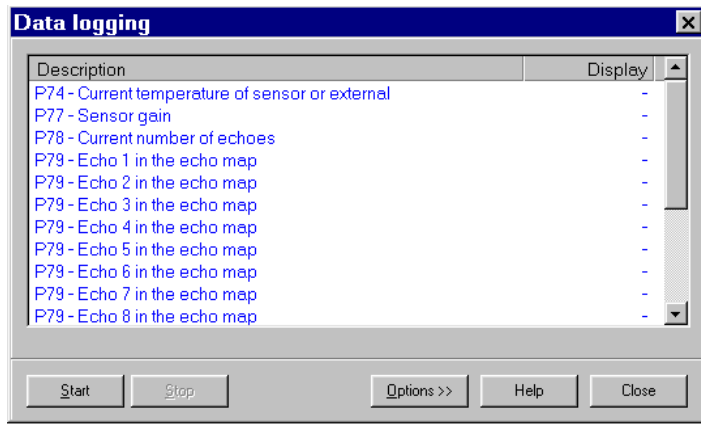 Data logging
Description Display
P74 - Current temperature of sensor or external -
P77 - Sensor gain -
P78 - Current number of echoes -
P79 - Echo 1 in the echo map -
P79 - Echo 2 in the echo map -
P79 - Echo 3 in the echo map -
P79 - Echo 4 in the echo map -
P79 - Echo 5 in the echo map -
P79 - Echo 6 in the echo map -
P79 - Echo 7 in the echo map -
P79 - Echo 8 in the echo map -
Start Stop Options >> Help Close